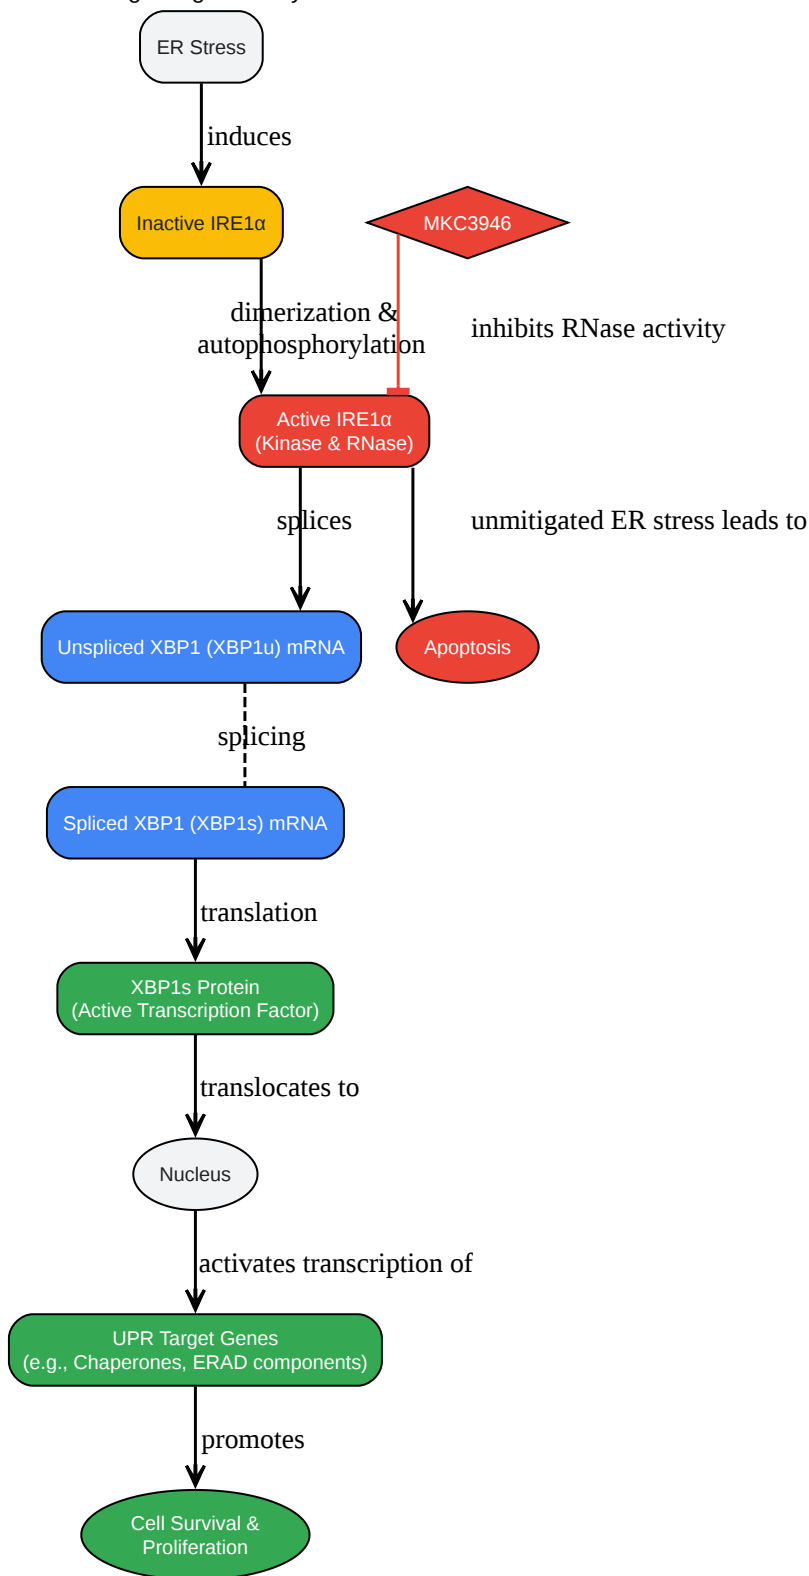 ER Stress
induces
Inactive IRE1α
MKC3946
dimerization &
autophosphorylation
inhibits RNase activity
Active IRE1α
(Kinase & RNase)
splices
unmitigated ER stress leads to
Unspliced XBP1 (XBP1u) mRNA
Apoptosis
splicing
Spliced XBP1 (XBP1s) mRNA
translation
XBP1s Protein
(Active Transcription Factor)
translocates to
Nucleus
activates transcription of
UPR Target Genes
(e.g., Chaperones, ERAD components)
promotes
Cell Survival &
Proliferation